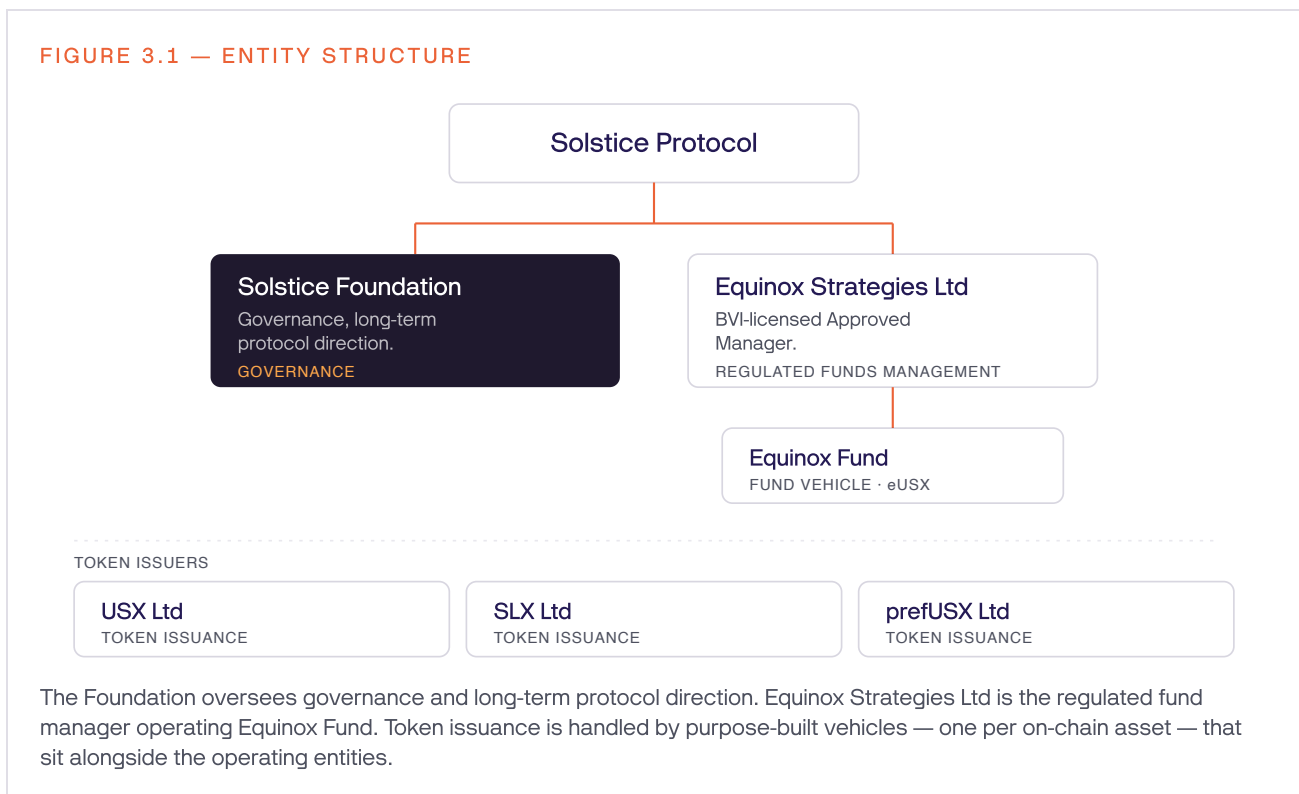 FIGURE 3.1 — ENTITY STRUCTURE
Solstice Protocol
Solstice Foundation
Governance, long-term
protocol direction.
GOVERNANCE
Equinox Strategies Ltd
BVI-licensed Approved
Manager.
REGULATED FUNDS MANAGEMENT
Equinox Fund
FUND VEHICLE · eUSX
TOKEN ISSUERS
USX Ltd
TOKEN ISSUANCE
SLX Ltd
TOKEN ISSUANCE
prefUSX Ltd
TOKEN ISSUANCE
The Foundation oversees governance and long-term protocol direction. Equinox Strategies Ltd is the regulated fund
manager operating Equinox Fund. Token issuance is handled by purpose-built vehicles — one per on-chain asset — that
sit alongside the operating entities.